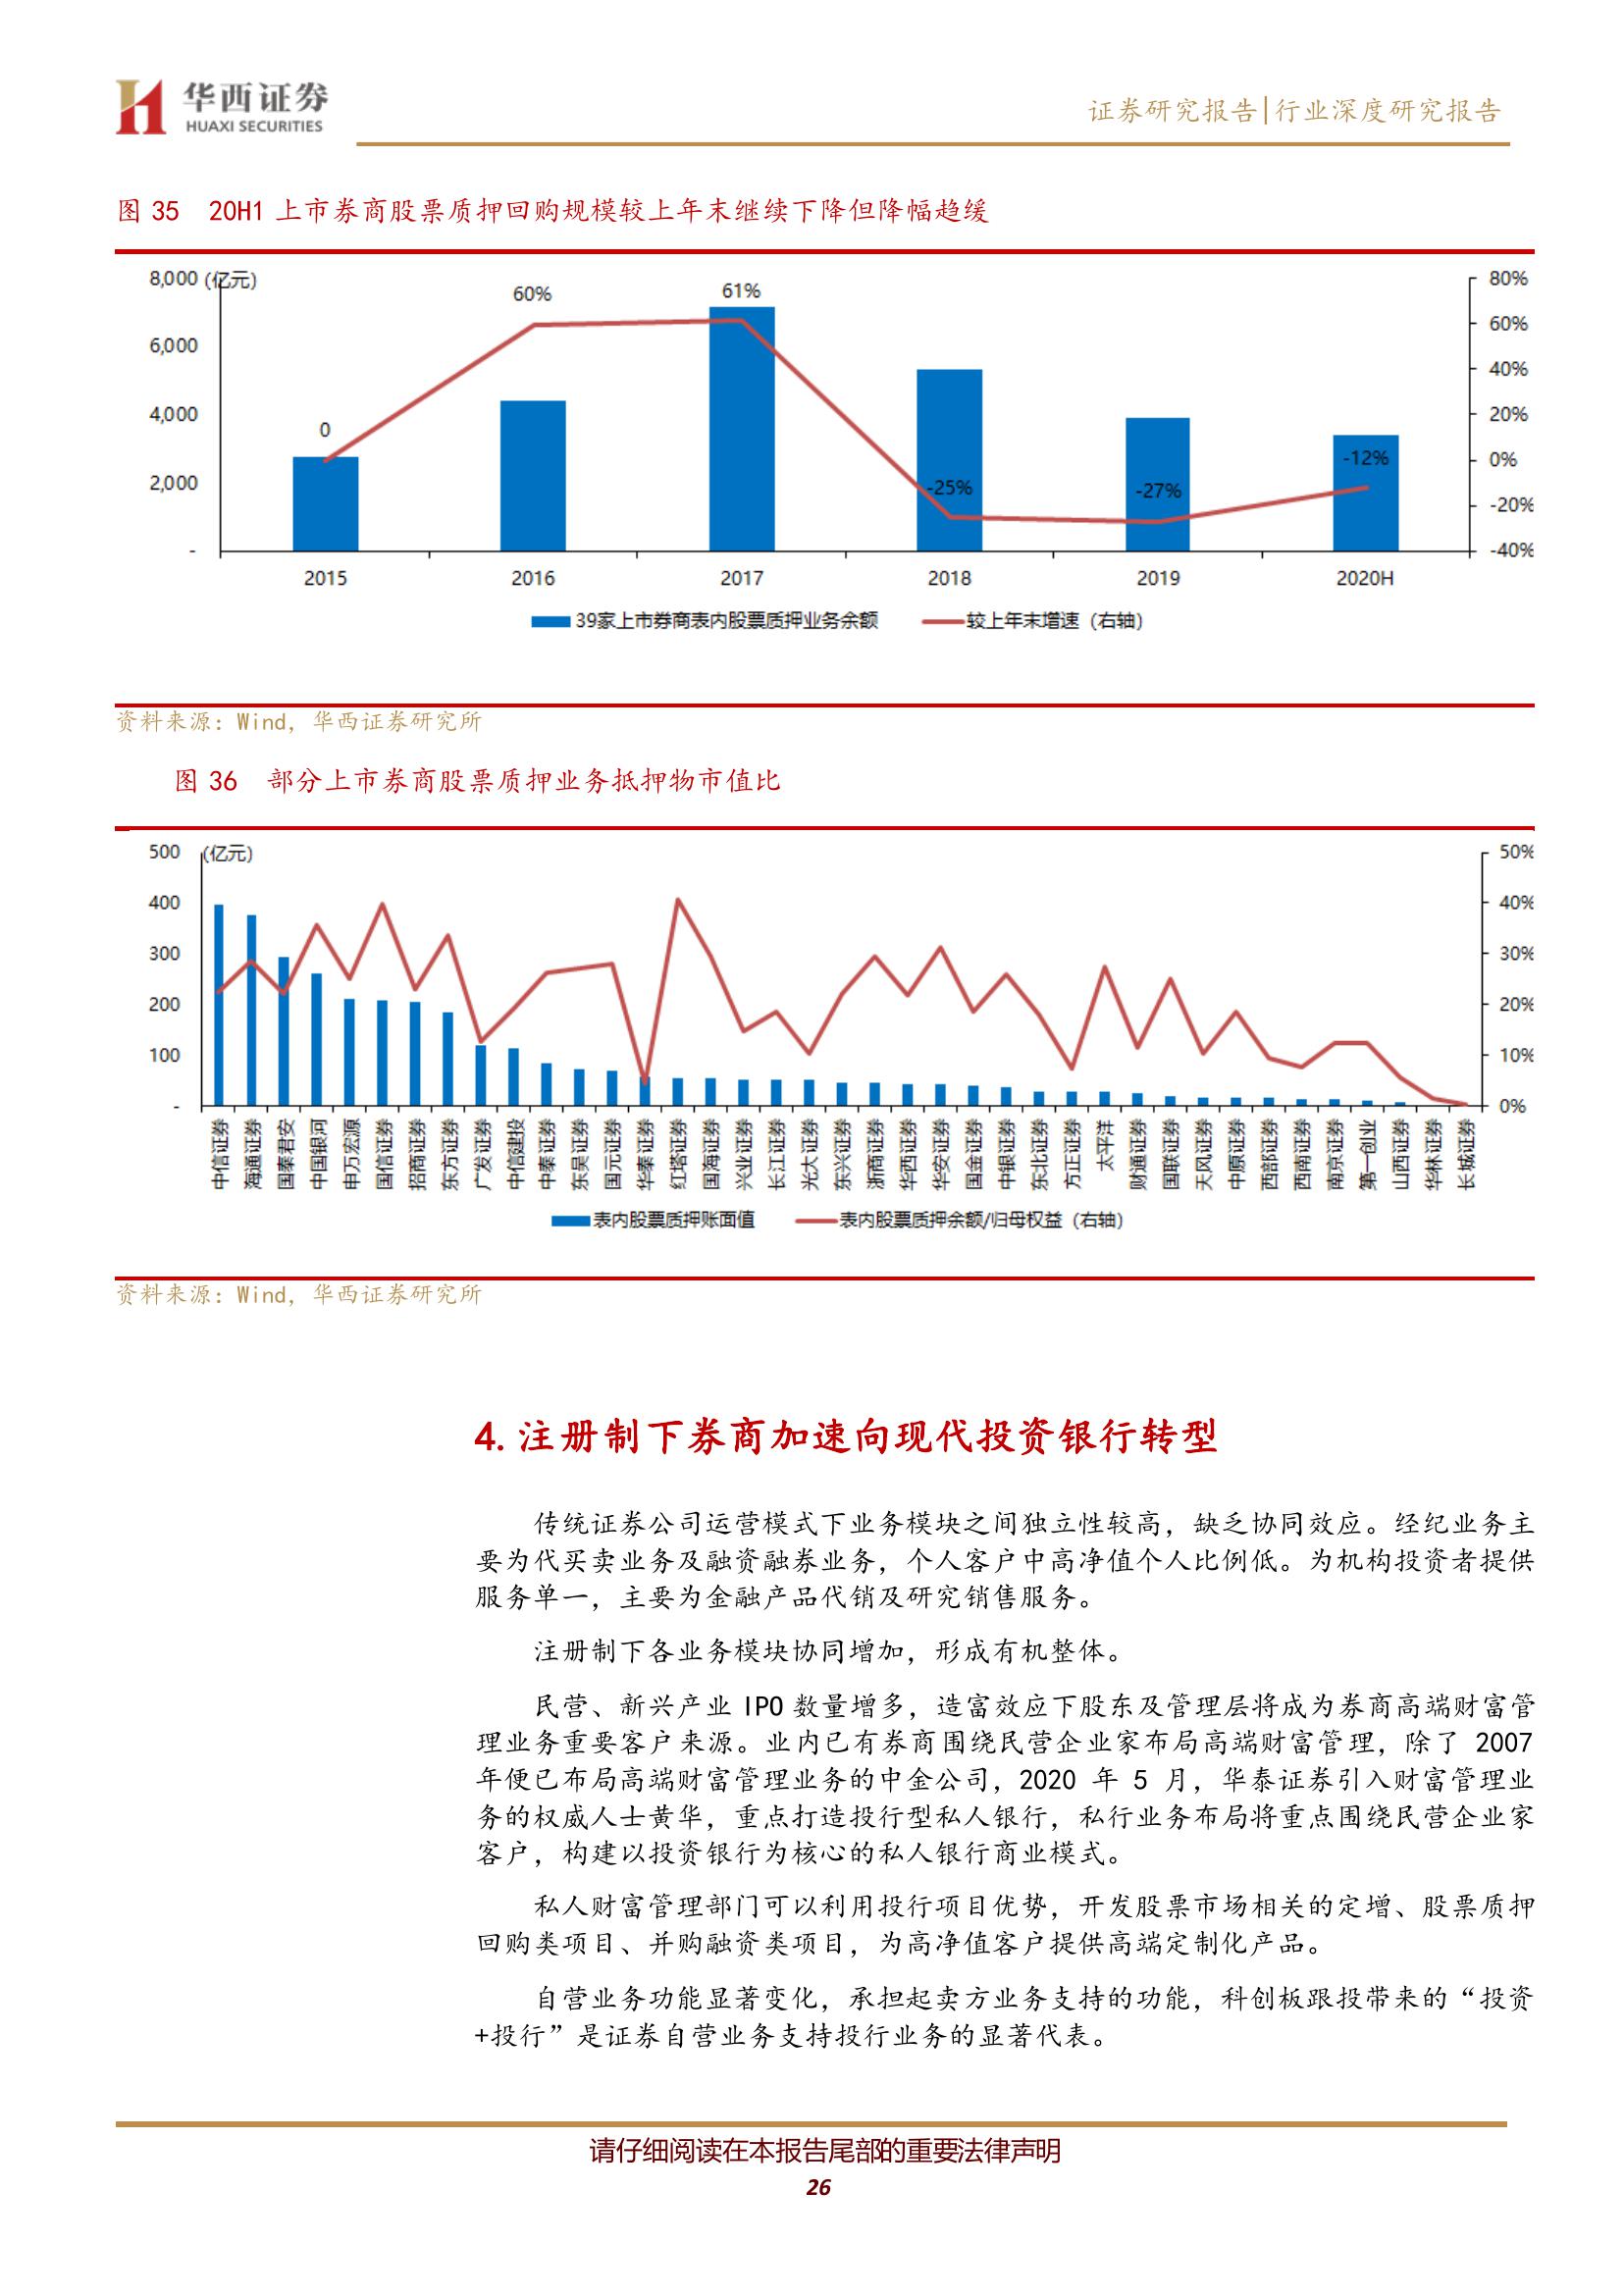 华西证券
HUAXI SECURITIES
证券研究报告|行业深度研究报告
图 35 20H1 上市券商股票质押回购规模较上年末继续下降但降幅趋缓
8,000 (亿元)
6,000
4,000
2,000
-
80%
60%
40%
20%
0%
-20%
-40%
0
60%
61%
-25%
-27%
-12%
2015 2016 2017 2018 2019 2020H
39家上市券商表内股票质押业务余额 较上年末增速（右轴）
资料来源：Wind，华西证券研究所
图 36 部分上市券商股票质押业务抵押物市值比
500 (亿元)
400
300
200
100
-
50%
40%
30%
20%
10%
0%
中信证券
海通证券
国泰君安
中国银河
申万宏源
国信证券
招商证券
东方证券
广发证券
中信建投
中泰证券
东吴证券
国元证券
华泰证券
红塔证券
国海证券
兴业证券
长江证券
光大证券
东兴证券
浙商证券
华西证券
华安证券
国金证券
中银证券
东北证券
方正证券
太平洋
财通证券
国联证券
天风证券
中原证券
西部证券
西南证券
南京证券
第一创业
山西证券
华林证券
长城证券
表内股票质押账面值 表内股票质押余额/归母权益（右轴）
资料来源：Wind，华西证券研究所
4. 注册制下券商加速向现代投资银行转型
传统证券公司运营模式下业务模块之间独立性较高，缺乏协同效应。经纪业务主
要为代买卖业务及融资融券业务，个人客户中高净值个人比例低。为机构投资者提供
服务单一，主要为金融产品代销及研究销售服务。
注册制下各业务模块协同增加，形成有机整体。
民营、新兴产业 IPO 数量增多，造富效应下股东及管理层将成为券商高端财富管
理业务重要客户来源。业内已有券商围绕民营企业家布局高端财富管理，除了 2007
年便已布局高端财富管理业务的中金公司，2020 年 5 月，华泰证券引入财富管理业
务的权威人士黄华，重点打造投行型私人银行，私行业务布局将重点围绕民营企业家
客户，构建以投资银行为核心的私人银行商业模式。
私人财富管理部门可以利用投行项目优势，开发股票市场相关的定增、股票质押
回购类项目、并购融资类项目，为高净值客户提供高端定制化产品。
自营业务功能显著变化，承担起卖方业务支持的功能，科创板跟投带来的“投资
+投行”是证券自营业务支持投行业务的显著代表。
请仔细阅读在本报告尾部的重要法律声明
26